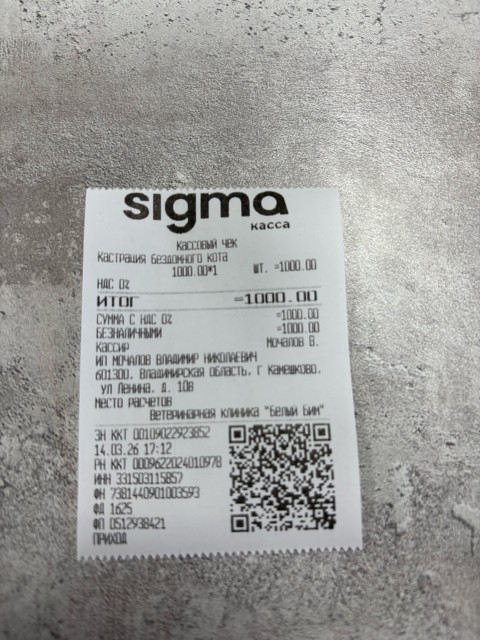 sigma
касса
Кассовый чек
Кастрация бездомного кота
1000.00*1 шт. =1000.00
НДС 0%
ИТОГ =1000.00
СУММА С НДС 0% =1000.00
БЕЗНАЛИЧНЫМИ =1000.00
Кассир Мочалов В.
ИП МОЧАЛОВ ВЛАДИМИР НИКОЛАЕВИЧ
601300, Владимирская область, г Камешково,
ул Ленина, д. 10в
Место расчетов
Ветеринарная клиника "Белый Бим"
ЗН ККТ 00109022923852
14.03.26 17:12
РН ККТ 0009622024010978
ИНН 331503115857
ФН 7381440901003593
ФД 1625
ФП 0512938421
ПРИХОД